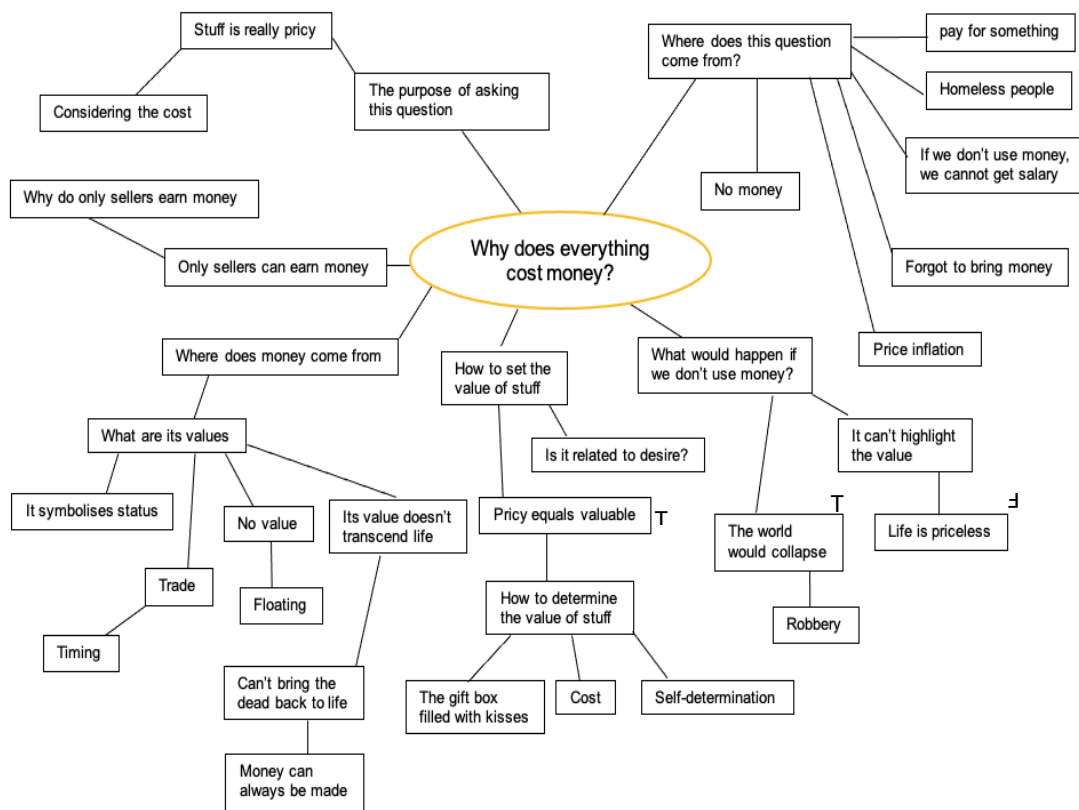 Stuff is really pricy
Considering the cost
The purpose of asking
this question
Where does this question
come from?
pay for something
Homeless people
If we don't use money,
we cannot get salary
No money
Forgot to bring money
Price inflation
Why do only sellers earn money
Only sellers can earn money
Why does everything
cost money?
Where does money come from
What are its values
It symbolises status
Trade
Timing
No value
Floating
Its value doesn't
transcend life
Can't bring the
dead back to life
Money can
always be made
How to set the
value of stuff
Is it related to desire?
Pricy equals valuable
T
How to determine
the value of stuff
The gift box
filled with kisses
Cost
Self-determination
What would happen if
we don't use money?
The world
would collapse
T
Robbery
It can't highlight
the value
Life is priceless
Ⅎ